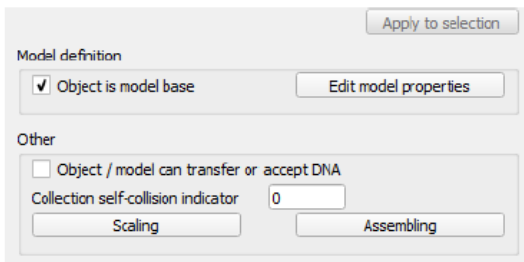 Apply to selection
Model definition
Object is model base Edit model properties
Other
Object / model can transfer or accept DNA
Collection self-collision indicator 0
Scaling Assembling